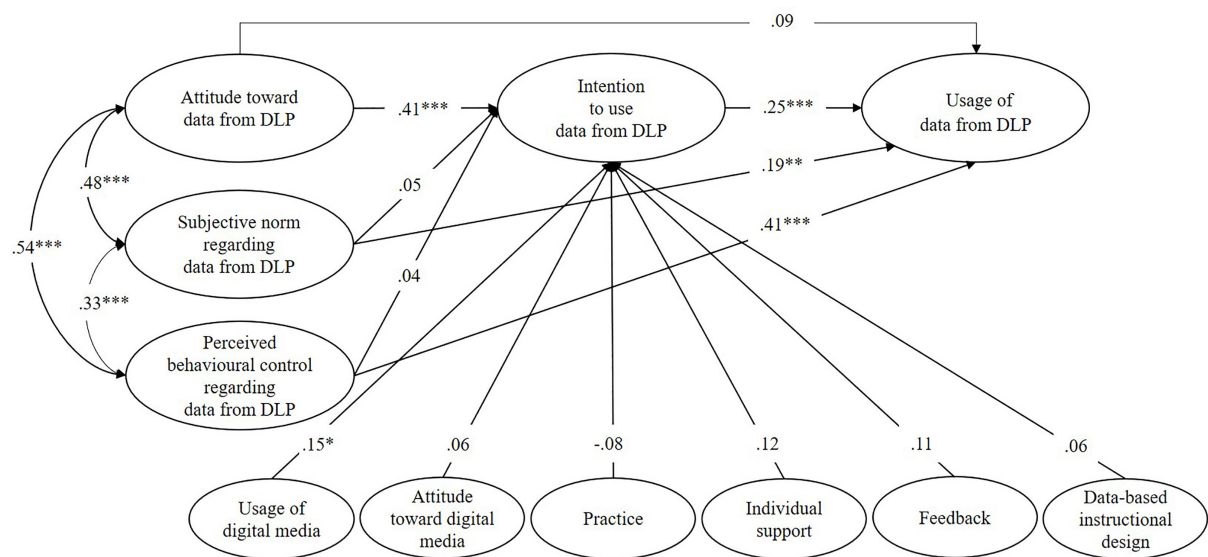 .09
Attitude toward
data from DLP
.41***
Intention
to use
data from DLP
.25***
Usage of
data from DLP
.19**
.48***
.05
Subjective norm
regarding
data from DLP
.41***
.54***
.04
.33***
Perceived
behavioural control
regarding
data from DLP
.15*
.06
-.08
.12
.11
.06
Usage of
digital media
Attitude
toward digital
media
Practice
Individual
support
Feedback
Data-based
instructional
design